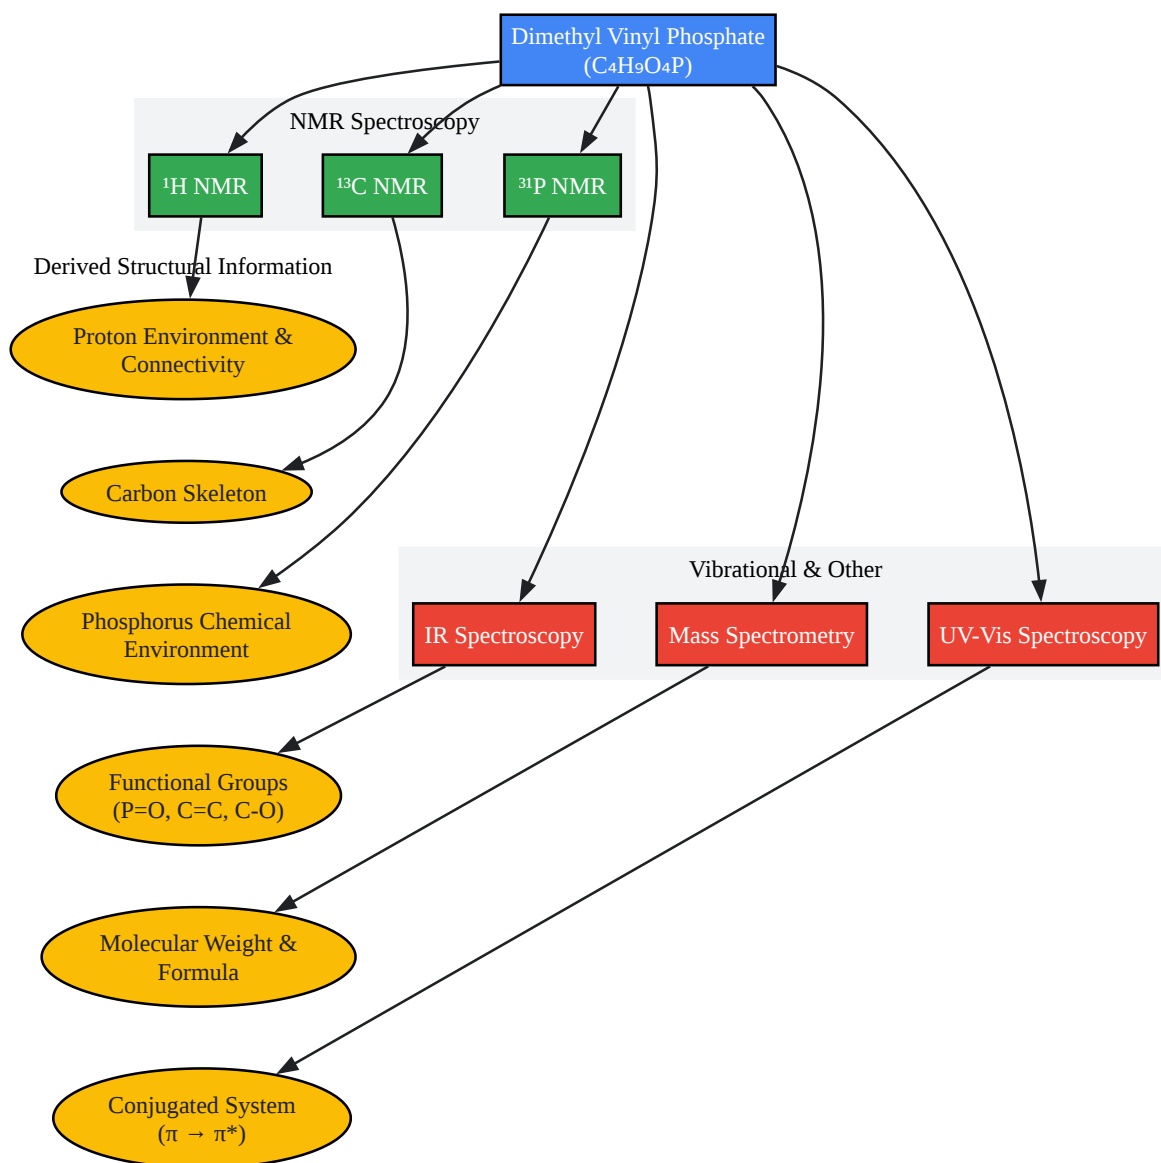 Dimethyl Vinyl Phosphate
(C₄H₉O₄P)
NMR Spectroscopy
¹H NMR
¹³C NMR
³¹P NMR
Derived Structural Information
Proton Environment &
Connectivity
Carbon Skeleton
Vibrational & Other
Phosphorus Chemical
Environment
IR Spectroscopy
Mass Spectrometry
UV-Vis Spectroscopy
Functional Groups
(P=O, C=C, C-O)
Molecular Weight &
Formula
Conjugated System
(π → π*)